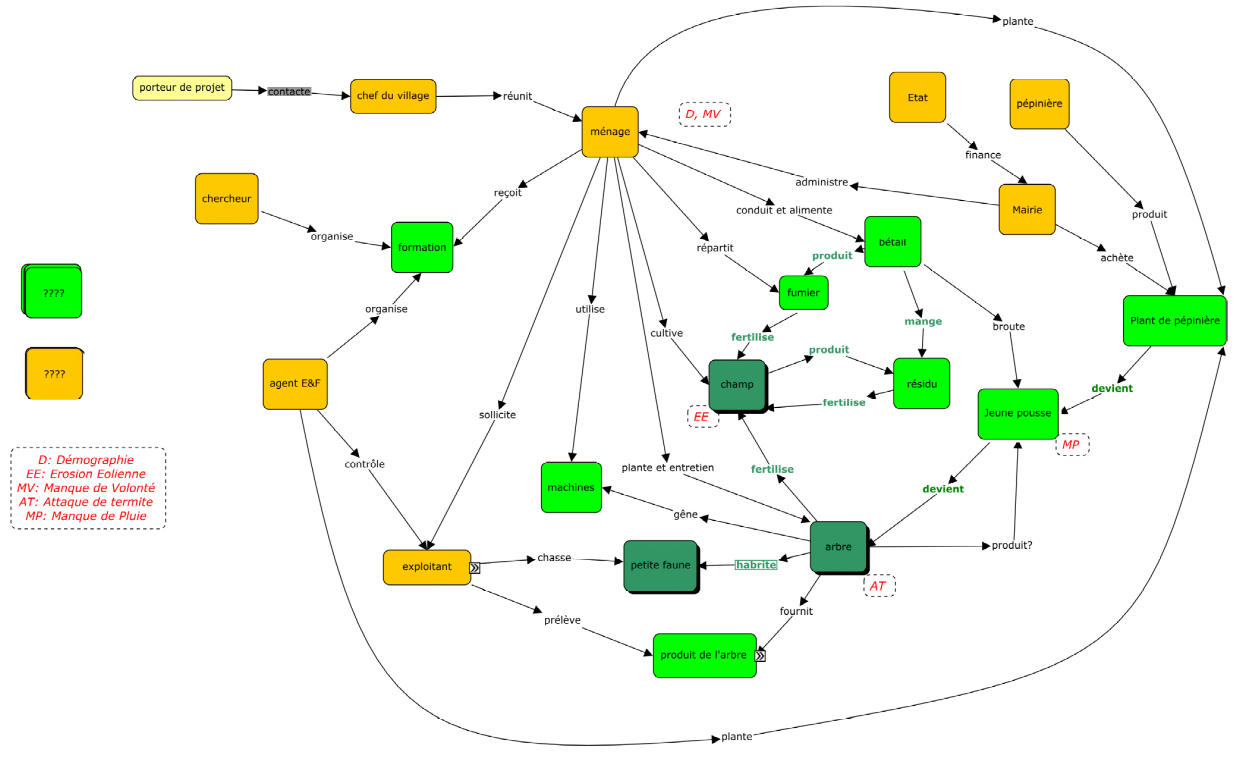 plante
porteur de projet
contacte
chef du village
réunit
ménage
D, MV
Etat
pépinière
finance
administre
Mairie
chercheur
organise
reçoit
formation
répartit
conduit et alimente
bétail
produit
achète
produit
????
organise
utilise
cultive
fumier
fertilise
mange
broute
Plant de pépinière
????
agent E&F
produit
champ
résidu
fertilise
EE
devient
Jeune pousse
MP
sollicite
contrôle
D: Démographie
EE: Erosion Eolienne
MV: Manque de Volonté
AT: Attaque de termite
MP: Manque de Pluie
plante et entretien
fertilise
machines
gêne
devient
arbre
produit?
exploitant
chasse
petite faune
habrite
AT
prélève
fournit
produit de l'arbre
plante